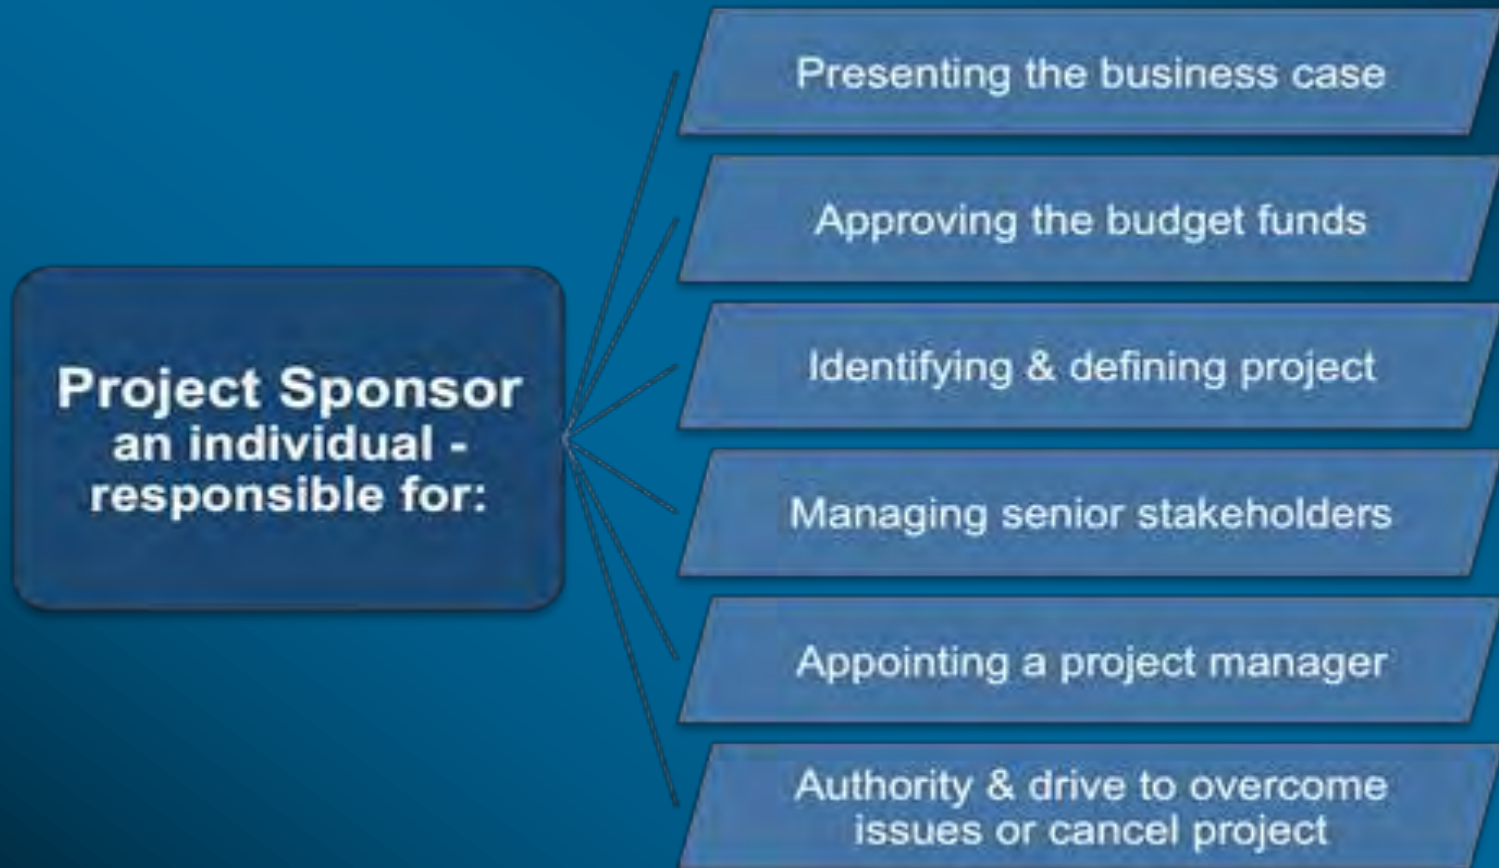 Project Sponsor
an individual -
responsible for:
Presenting the business case
Approving the budget funds
Identifying & defining project
Managing senior stakeholders
Appointing a project manager
Authority & drive to overcome
issues or cancel project